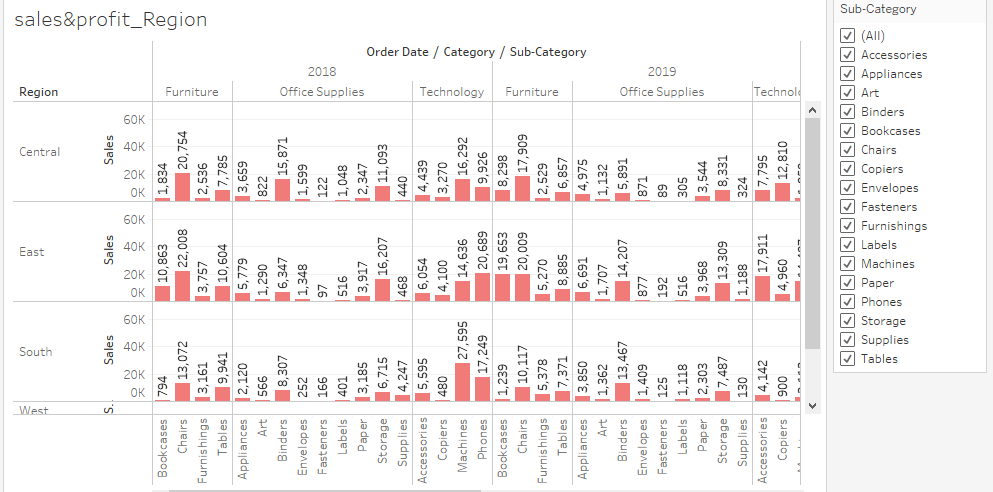 sales&profit_Region
Order Date / Category / Sub-Category
2018 2019
Region Furniture Office Supplies Technology Furniture Office Supplies
Central
Sales
60K
40K
20K
0K
1,834 20,754 2,536 7,785 3,659 822 15,871 1,599 122 1,048 2,347 11,093 440 4,439 3,270 16,292 9,926 8,298 17,909 2,529 6,857 4,975 1,132 5,891 871 89 305 3,544 8,331 324 7,795 12,810
East
Sales
60K
40K
20K
0K
10,863 22,008 3,757 10,604 5,779 1,290 6,347 1,348 97 516 3,917 16,207 468 6,054 4,100 14,636 20,689 19,653 20,009 5,270 8,885 6,691 1,707 14,207 877 192 516 3,968 13,309 1,188 17,911 4,960
South
Sales
60K
40K
20K
0K
794 13,072 3,161 9,941 2,120 566 8,307 252 166 401 3,185 6,715 4,247 5,595 480 27,595 17,249 1,239 10,117 5,378 7,371 3,850 1,362 13,467 1,409 125 1,118 2,303 7,487 130 4,142 900
West
S..
Bookcases Chairs Furnishings Tables Appliances Art Binders Envelopes Fasteners Labels Paper Storage Supplies Accessories Copiers Machines Phones Bookcases Chairs Furnishings Tables Appliances Art Binders Envelopes Fasteners Labels Paper Storage Supplies Accessories Copiers
Sub-Category
(All)
Accessories
Appliances
Art
Binders
Bookcases
Chairs
Copiers
Envelopes
Fasteners
Furnishings
Labels
Machines
Paper
Phones
Storage
Supplies
Tables